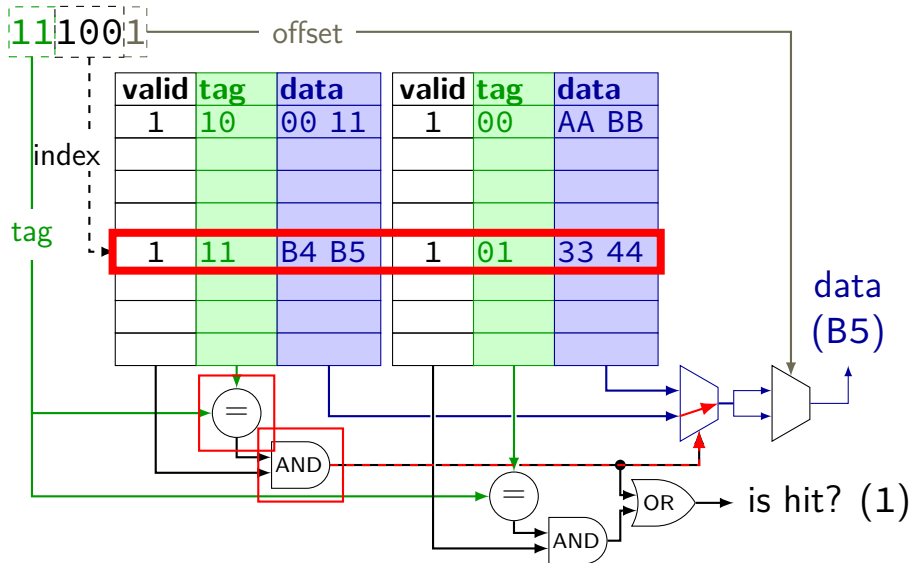 111001
offset
valid tag data valid tag data
1 10 00 11 1 00 AA BB
index
tag
1 11 B4 B5 1 01 33 44
data
(B5)
=
AND
=
OR
is hit? (1)
AND